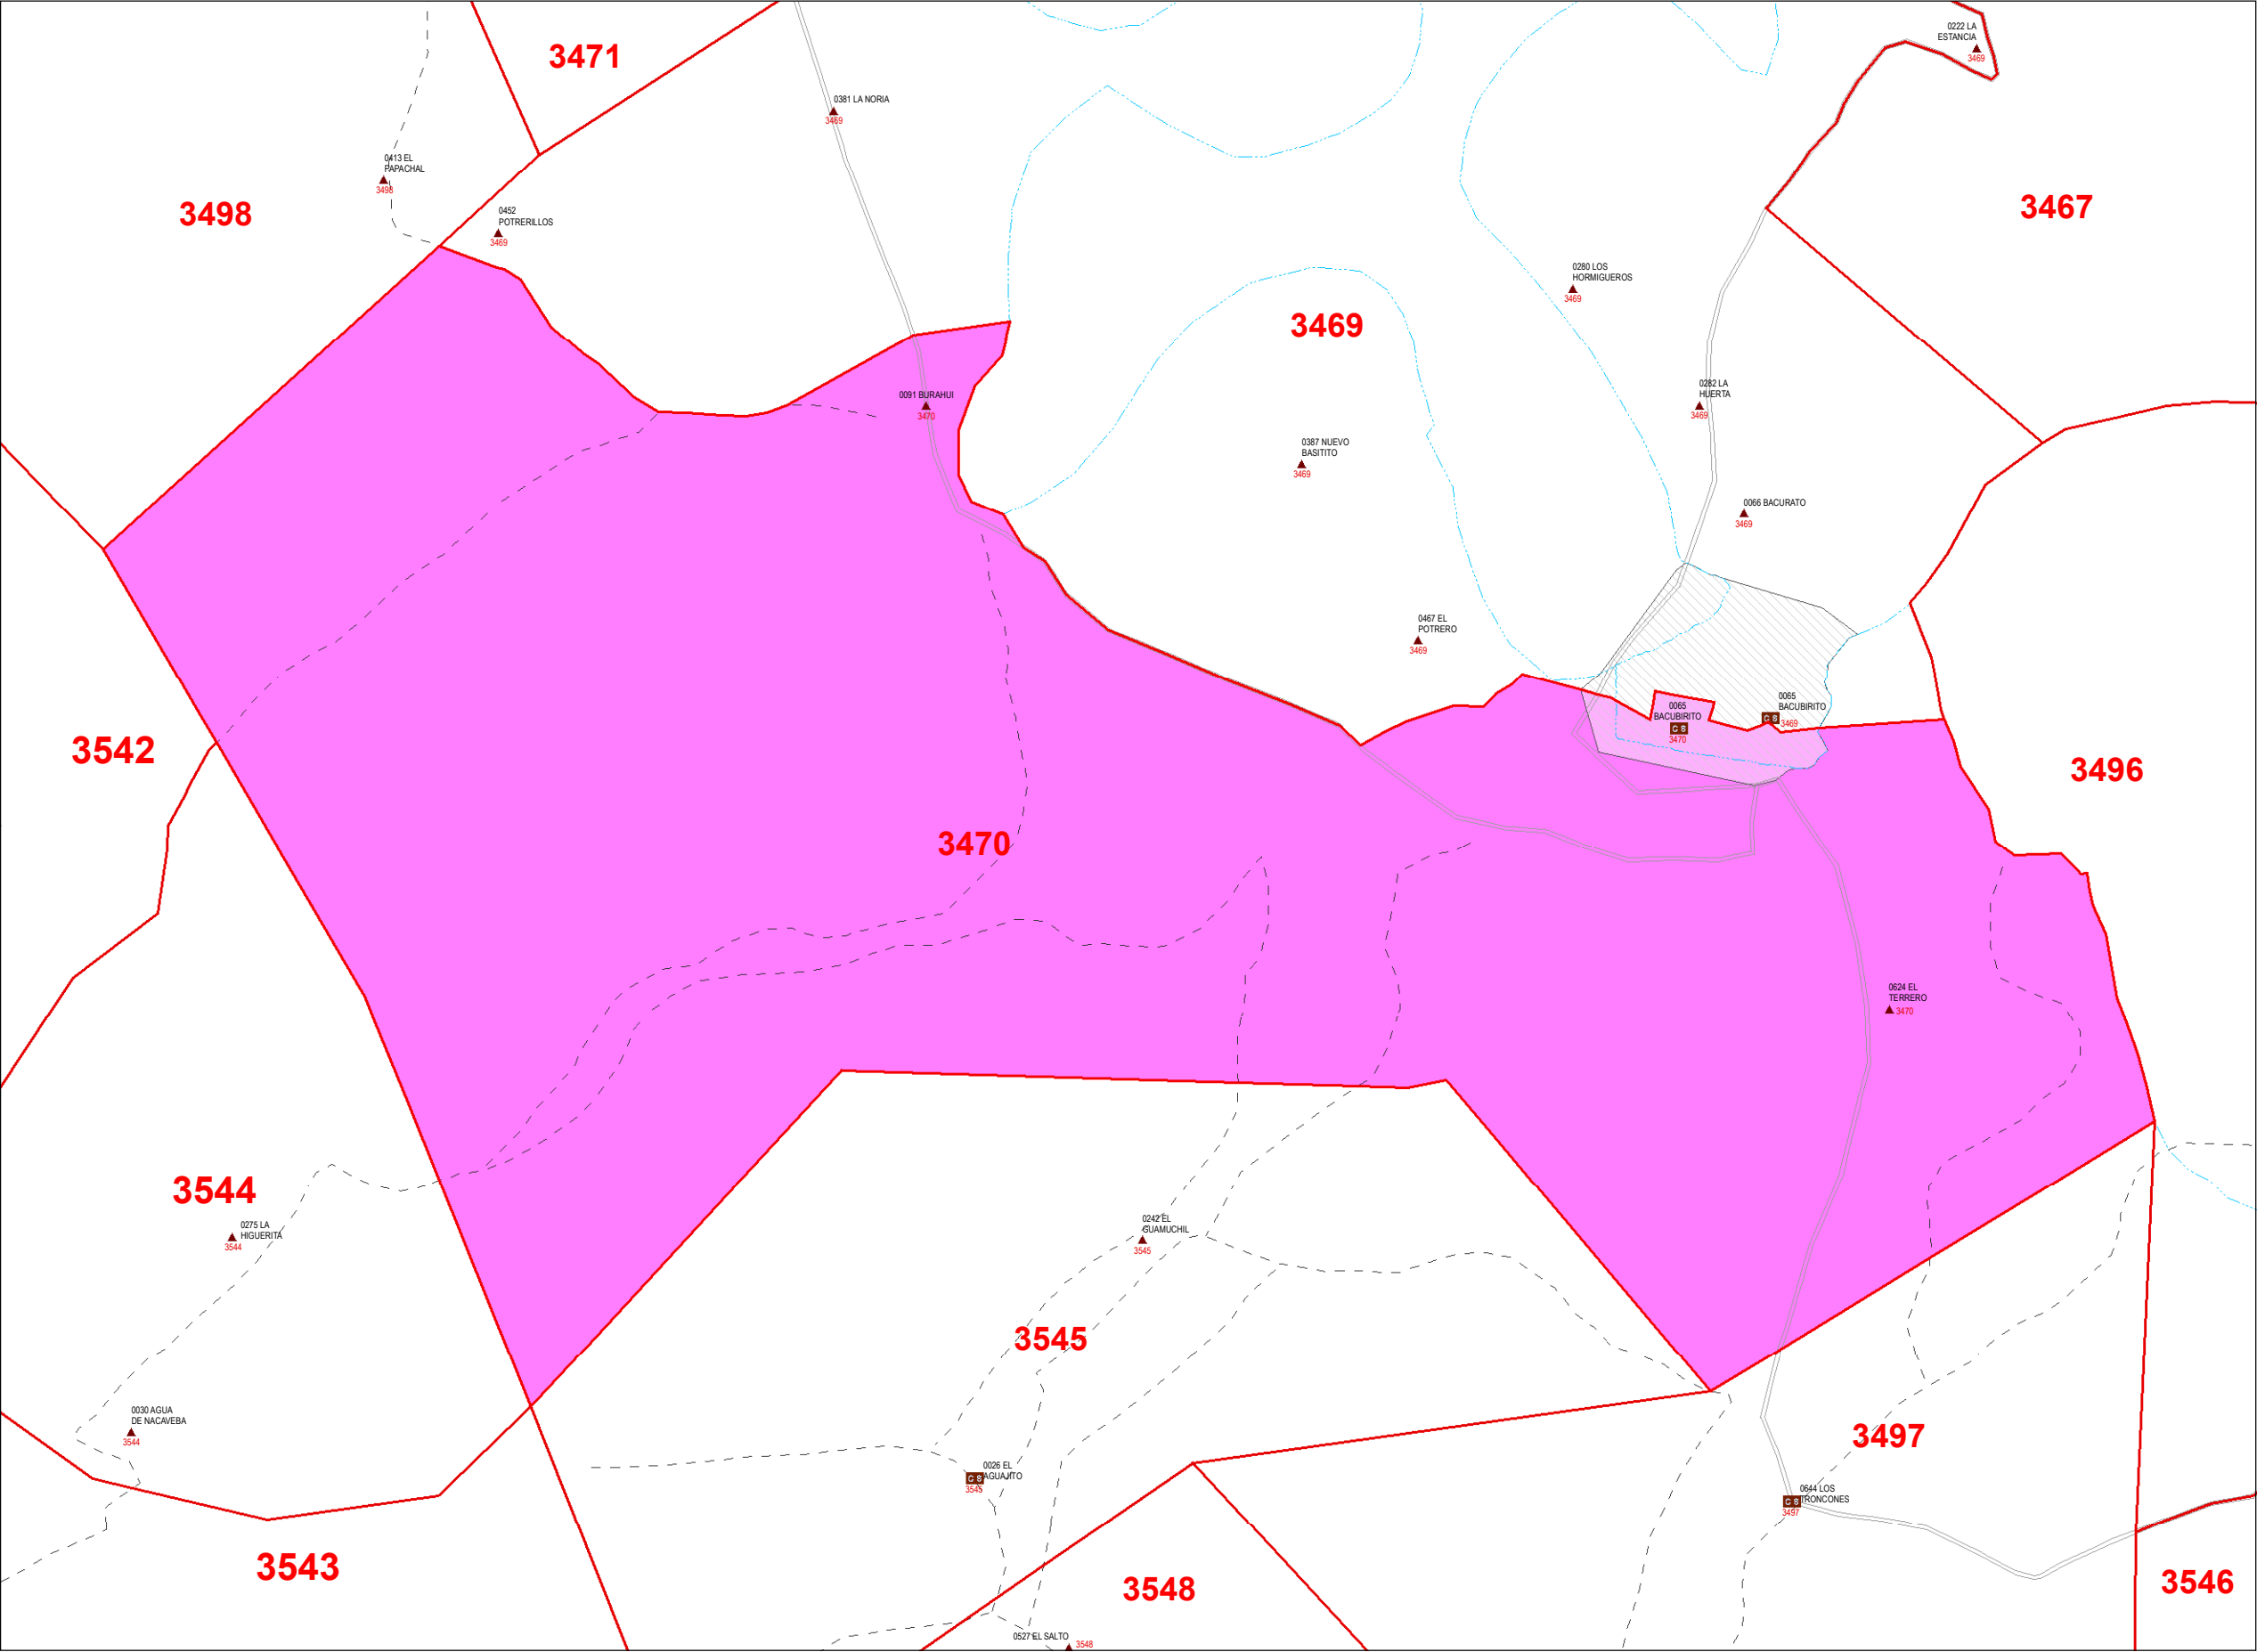 0222 LA
ESTANCIA
3469
3471
0381 LA NORIA
3469
0413 EL
PAPACHAL
3498
3498
0452
POTRERILLOS
3469
3467
0280 LOS
HORMIGUEROS
3469
3469
0091 BURAHUI
3470
0282 LA
HUERTA
3469
0387 NUEVO
BASITITO
3469
0066 BACURATO
3469
0467 EL
POTRERO
3469
0065
BACUBIRITO
C S
3470
0065
BACUBIRITO
C S
3469
3542
3496
3470
0624 EL
TERRERO
3470
3544
0275 LA
HIGUERITA
3544
0242 EL
GUAMUCHIL
3545
3545
0030 AGUA
DE NACAVEBA
3544
3497
0026 EL
AGUAJITO
C S
3545
0644 LOS
TRONCONES
C S
3497
3543
3548
3546
0527 EL SALTO
3548